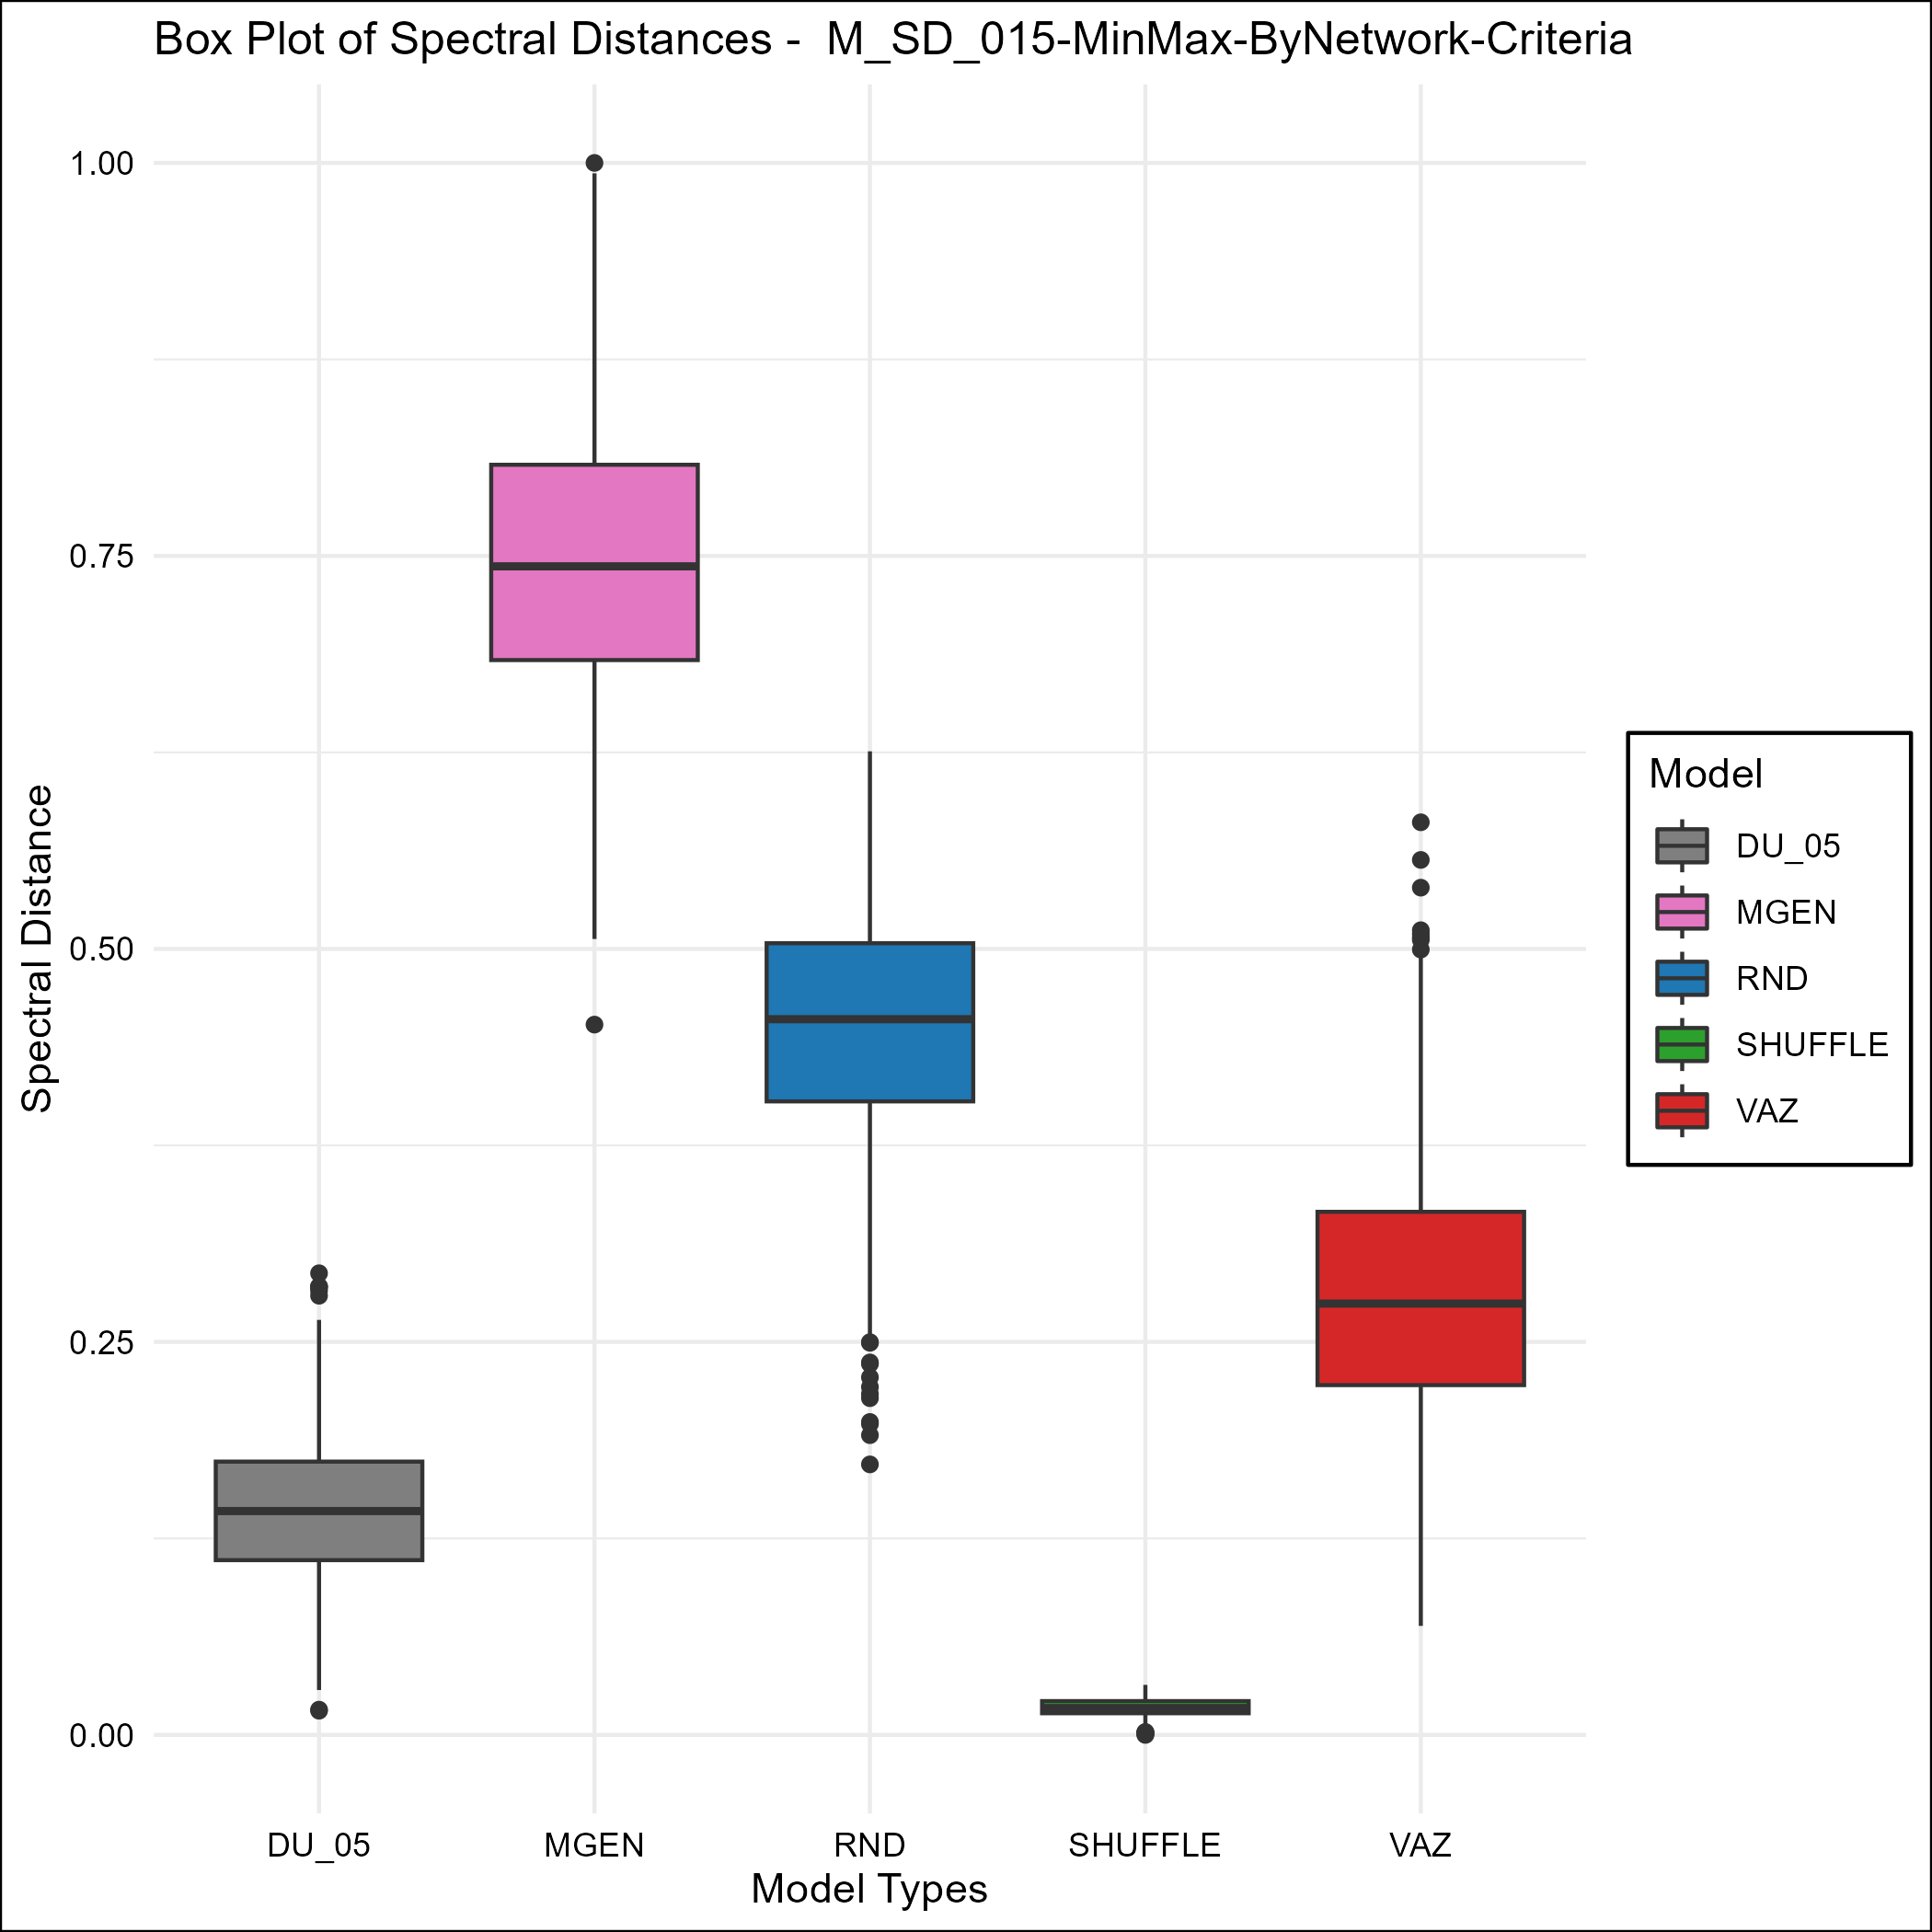 Box Plot of Spectral Distances -  M_SD_015-MinMax-ByNetwork-Criteria
Spectral Distance
1.00
0.75
0.50
0.25
0.00
DU_05
MGEN
RND
SHUFFLE
VAZ
Model Types
Model
DU_05
MGEN
RND
SHUFFLE
VAZ